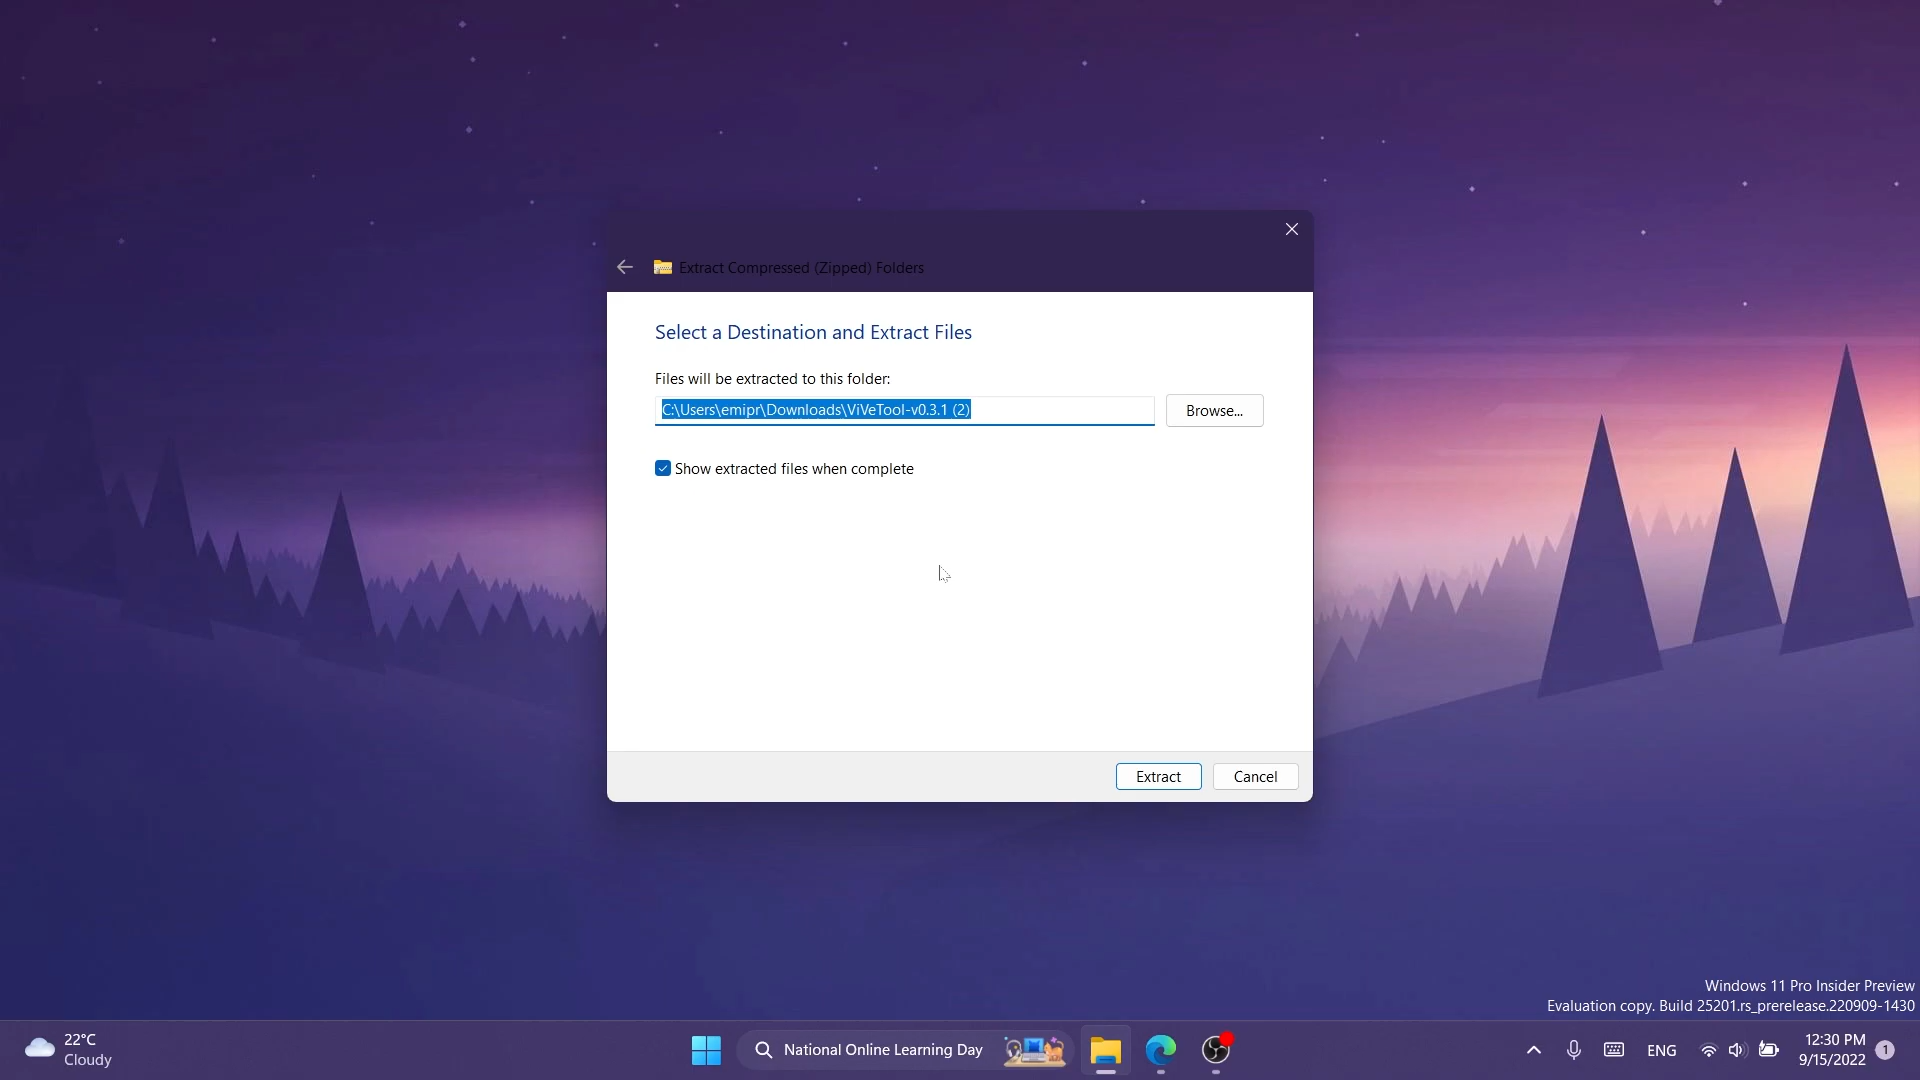 Extract Compressed (Zipped) Folders
Select a Destination and Extract Files
Files will be extracted to this folder:
C:\Users\emipr\Downloads\ViVeTool-v0.3.1 (2)
Browse...
Show extracted files when complete
Extract
Cancel
Windows 11 Pro Insider Preview
Evaluation copy. Build 25201.rs_prerelease.220909-1430
22°C
Cloudy
National Online Learning Day
ENG
12:30 PM
9/15/2022
1